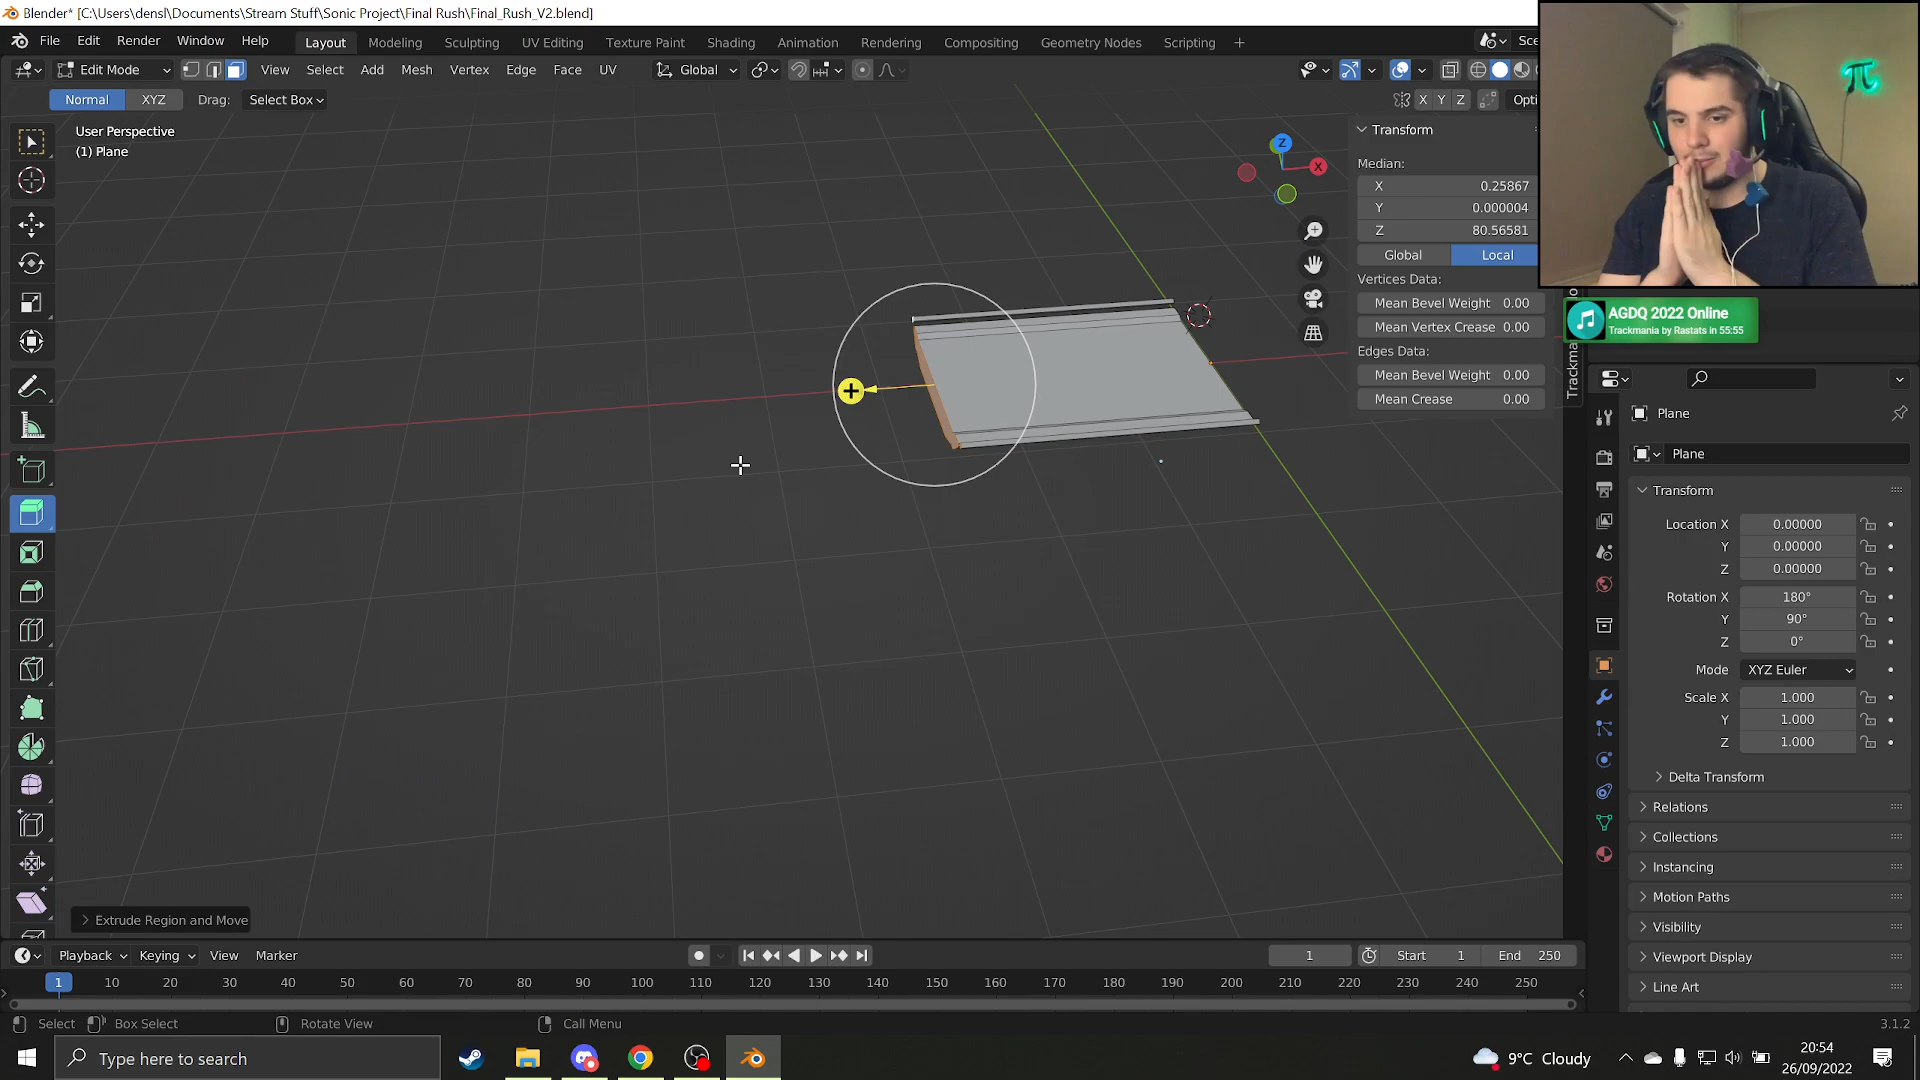 Blender* [C:\Users\densl\Documents\Stream Stuff\Sonic Project\Final Rush\Final_Rush_V2.blend]
File Edit Render Window Help Layout Modeling Sculpting UV Editing Texture Paint Shading Animation Rendering Compositing Geometry Nodes Scripting +
Edit Mode View Select Add Mesh Vertex Edge Face UV Global
Normal XYZ Drag: Select Box X Y Z
User Perspective
(1) Plane
Z
X
Transform
Median:
X 0.25867
Y 0.000004
Z 80.56581
Global Local
Vertices Data:
Mean Bevel Weight 0.00
Mean Vertex Crease 0.00
Edges Data:
Mean Bevel Weight 0.00
Mean Crease 0.00
AGDQ 2022 Online
Trackmania by Rastats in 55:55
Plane
Plane
Transform
Location X 0.00000
Y 0.00000
Z 0.00000
Rotation X 180°
Y 90°
Z 0°
Mode XYZ Euler
Scale X 1.000
Y 1.000
Z 1.000
Delta Transform
Relations
Collections
Instancing
Motion Paths
Visibility
Viewport Display
Line Art
Extrude Region and Move
Playback Keying View Marker 1 Start 1 End 250
1 10 20 30 40 50 60 70 80 90 100 110 120 130 140 150 160 170 180 190 200 210 220 230 240 250
Select Box Select Rotate View Call Menu 3.1.2
Type here to search
9°C Cloudy
20:54
26/09/2022